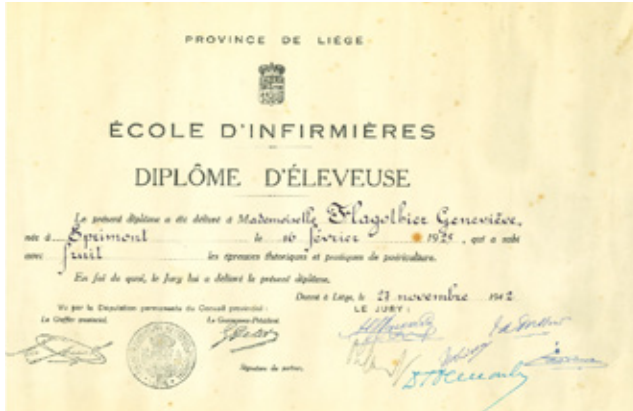 PROVINCE DE LIÉGE
ÉCOLE D'INFIRMIÈRES
DIPLÔME D'ÉLEVEUSE
Le présent diplôme a été délivré à Mademoiselle Flagothier Geneviève,
née à Sprimont le 16 février 1925, qui a subi
avec fruit les épreuves théoriques et pratiques de puériculture.
En foi de quoi, le Jury lui a délivré le présent diplôme.
Donné à Liége, le 27 novembre 1942
Vu par la Députation permanente du Conseil provincial:
LE JURY:
Le Greffier provincial,
Le Gouverneur-Président
Signature du porteur,